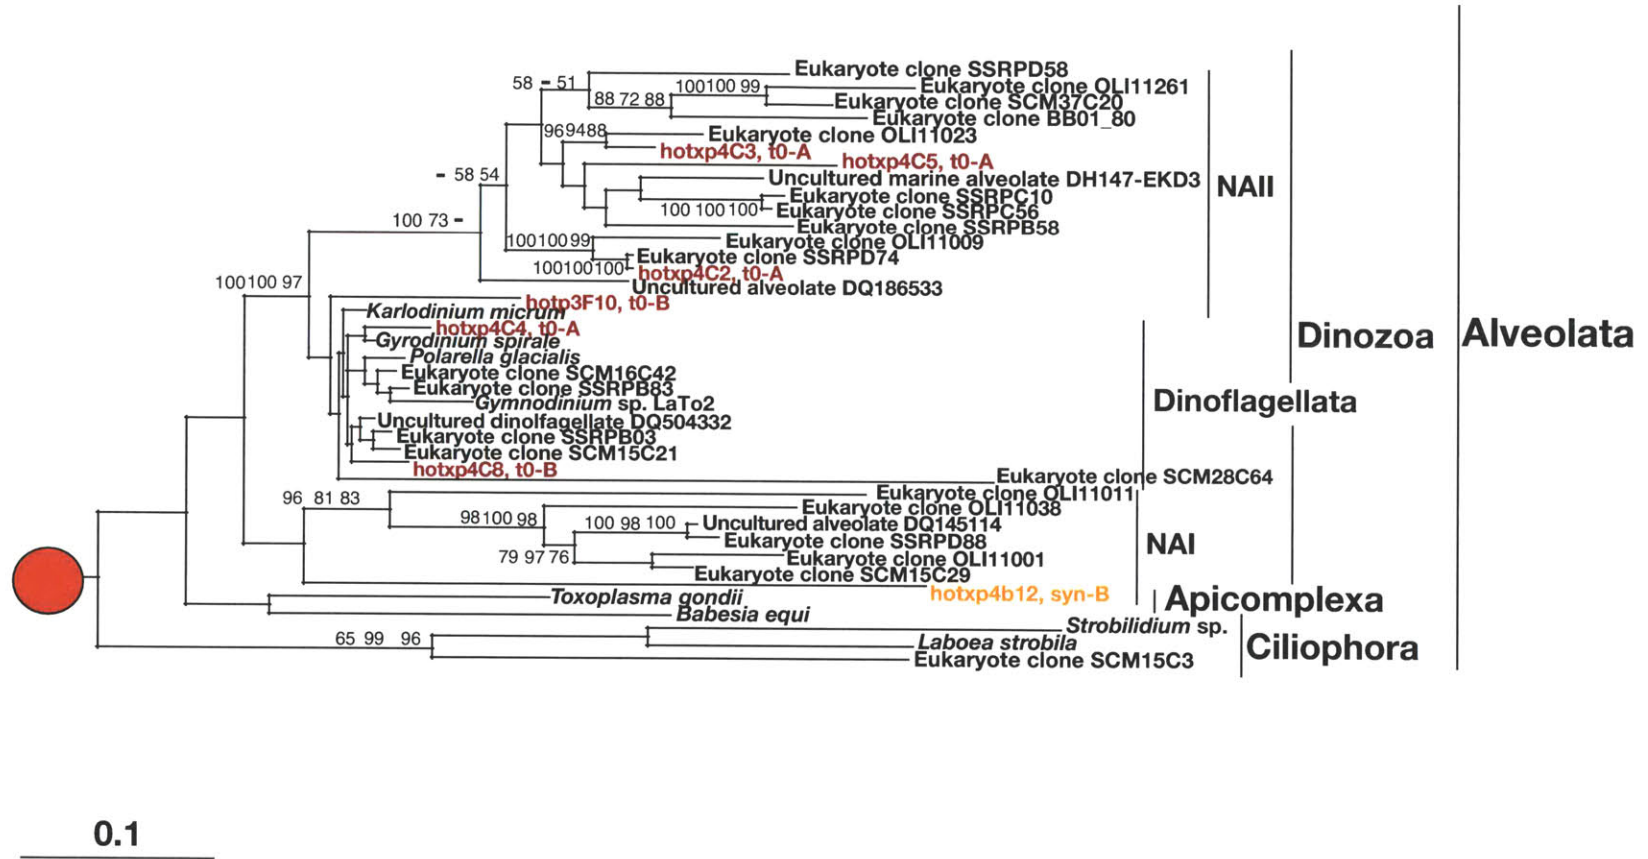 Eukaryote clone SSRPD58
58 - 51
100100 99
Eukaryote clone OLI11261
88 72 88
Eukaryote clone SCM37C20
Eukaryote clone BB01_80
969488
Eukaryote clone OLI11023
hotxp4C3, t0-A
hotxp4C5, t0-A
- 58 54
Uncultured marine alveolate DH147-EKD3
NAII
Eukaryote clone SSRPC10
100 100 100
Eukaryote clone SSRPC56
100 73 -
Eukaryote clone SSRPB58
10010099
Eukaryote clone OLI11009
Eukaryote clone SSRPD74
100100100
hotxp4C2, t0-A
100100 97
Uncultured alveolate DQ186533
hotp3F10, t0-B
Karlodinium micrum
hotxp4C4, t0-A
Dinozoa
Alveolata
Gyrodinium spirale
Polarella glacialis
Eukaryote clone SCM16C42
Eukaryote clone SSRPB83
Gymnodinium sp. LaTo2
Dinoflagellata
Uncultured dinolfagellate DQ504332
Eukaryote clone SSRPB03
Eukaryote clone SCM15C21
hotxp4C8, t0-B
Eukaryote clone SCM28C64
96 81 83
Eukaryote clone OLI11011
Eukaryote clone OLI11038
98100 98
100 98 100
Uncultured alveolate DQ145114
Eukaryote clone SSRPD88
NAI
79 97 76
Eukaryote clone OLI11001
Eukaryote clone SCM15C29
hotxp4b12, syn-B
Toxoplasma gondii
Apicomplexa
Babesia equi
Strobilidium sp.
65 99 96
Laboea strobila
Ciliophora
Eukaryote clone SCM15C3
0.1